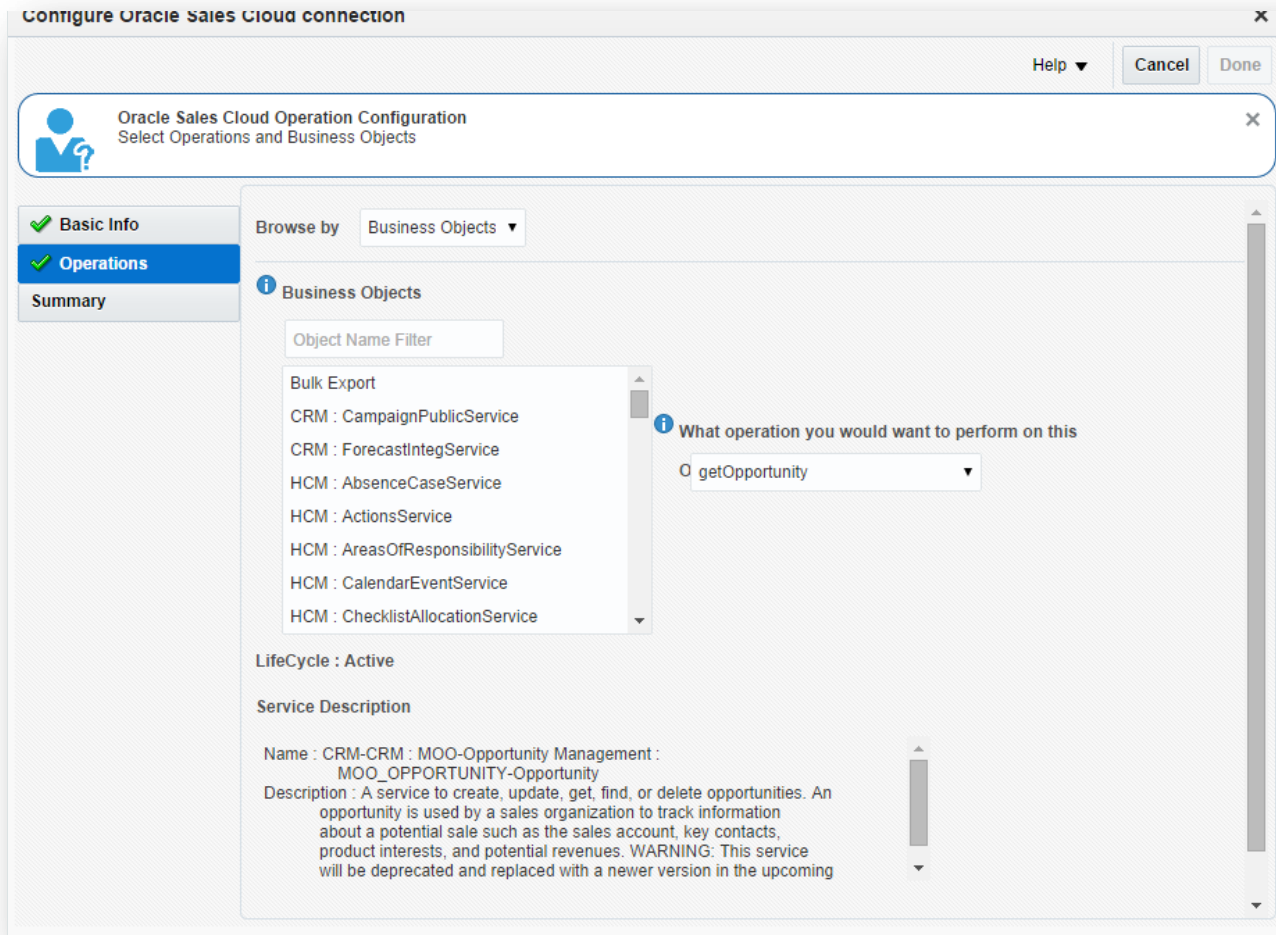 Configure Oracle Sales Cloud connection
Help
Cancel
Done
Oracle Sales Cloud Operation Configuration
Select Operations and Business Objects
Basic Info
Operations
Summary
Browse by
Business Objects
Business Objects
Object Name Filter
Bulk Export
CRM : CampaignPublicService
CRM : ForecastIntegService
HCM : AbsenceCaseService
HCM : ActionsService
HCM : AreasOfResponsibilityService
HCM : CalendarEventService
HCM : ChecklistAllocationService
What operation you would want to perform on this
O getOpportunity
LifeCycle : Active
Service Description
Name : CRM-CRM : MOO-Opportunity Management :
MOO_OPPORTUNITY-Opportunity
Description : A service to create, update, get, find, or delete opportunities. An
opportunity is used by a sales organization to track information
about a potential sale such as the sales account, key contacts,
product interests, and potential revenues. WARNING: This service
will be deprecated and replaced with a newer version in the upcoming